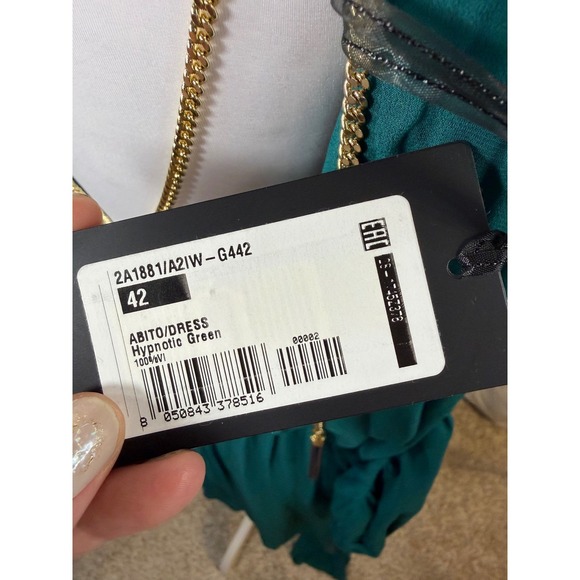 2A1881/A2IW-G442
42
ABITO/DRESS
Hypnotic Green
100%VI
00002
8 050843 378516
EAC